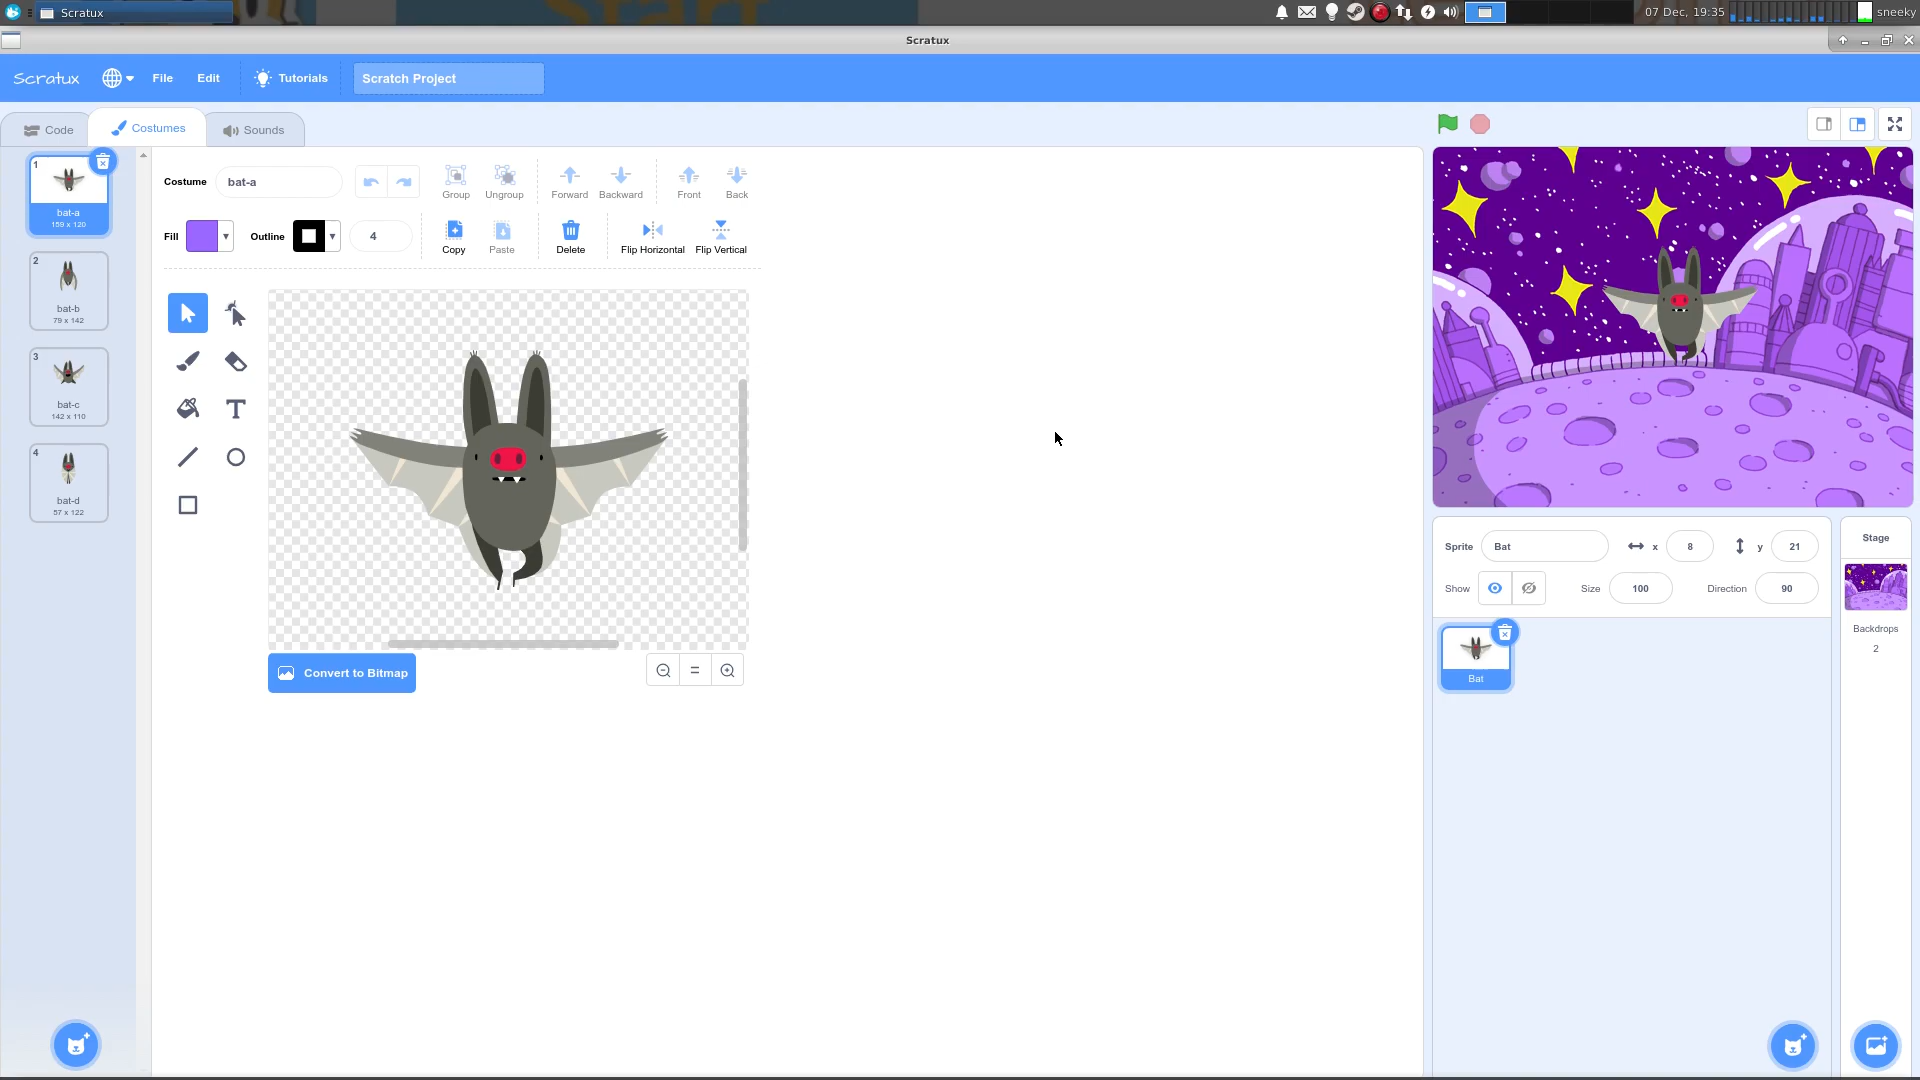 Scratux
07 Dec, 19:35
sneeky
Scratux
Scratux
File
Edit
Tutorials
Scratch Project
Code
Costumes
Sounds
1
bat-a
159 x 120
2
bat-b
79 x 142
3
bat-c
142 x 110
4
bat-d
57 x 122
Costume
bat-a
Group
Ungroup
Forward
Backward
Front
Back
Fill
Outline
4
Copy
Paste
Delete
Flip Horizontal
Flip Vertical
T
Convert to Bitmap
Sprite
Bat
x
8
y
21
Show
Size
100
Direction
90
Bat
Stage
Backdrops
2